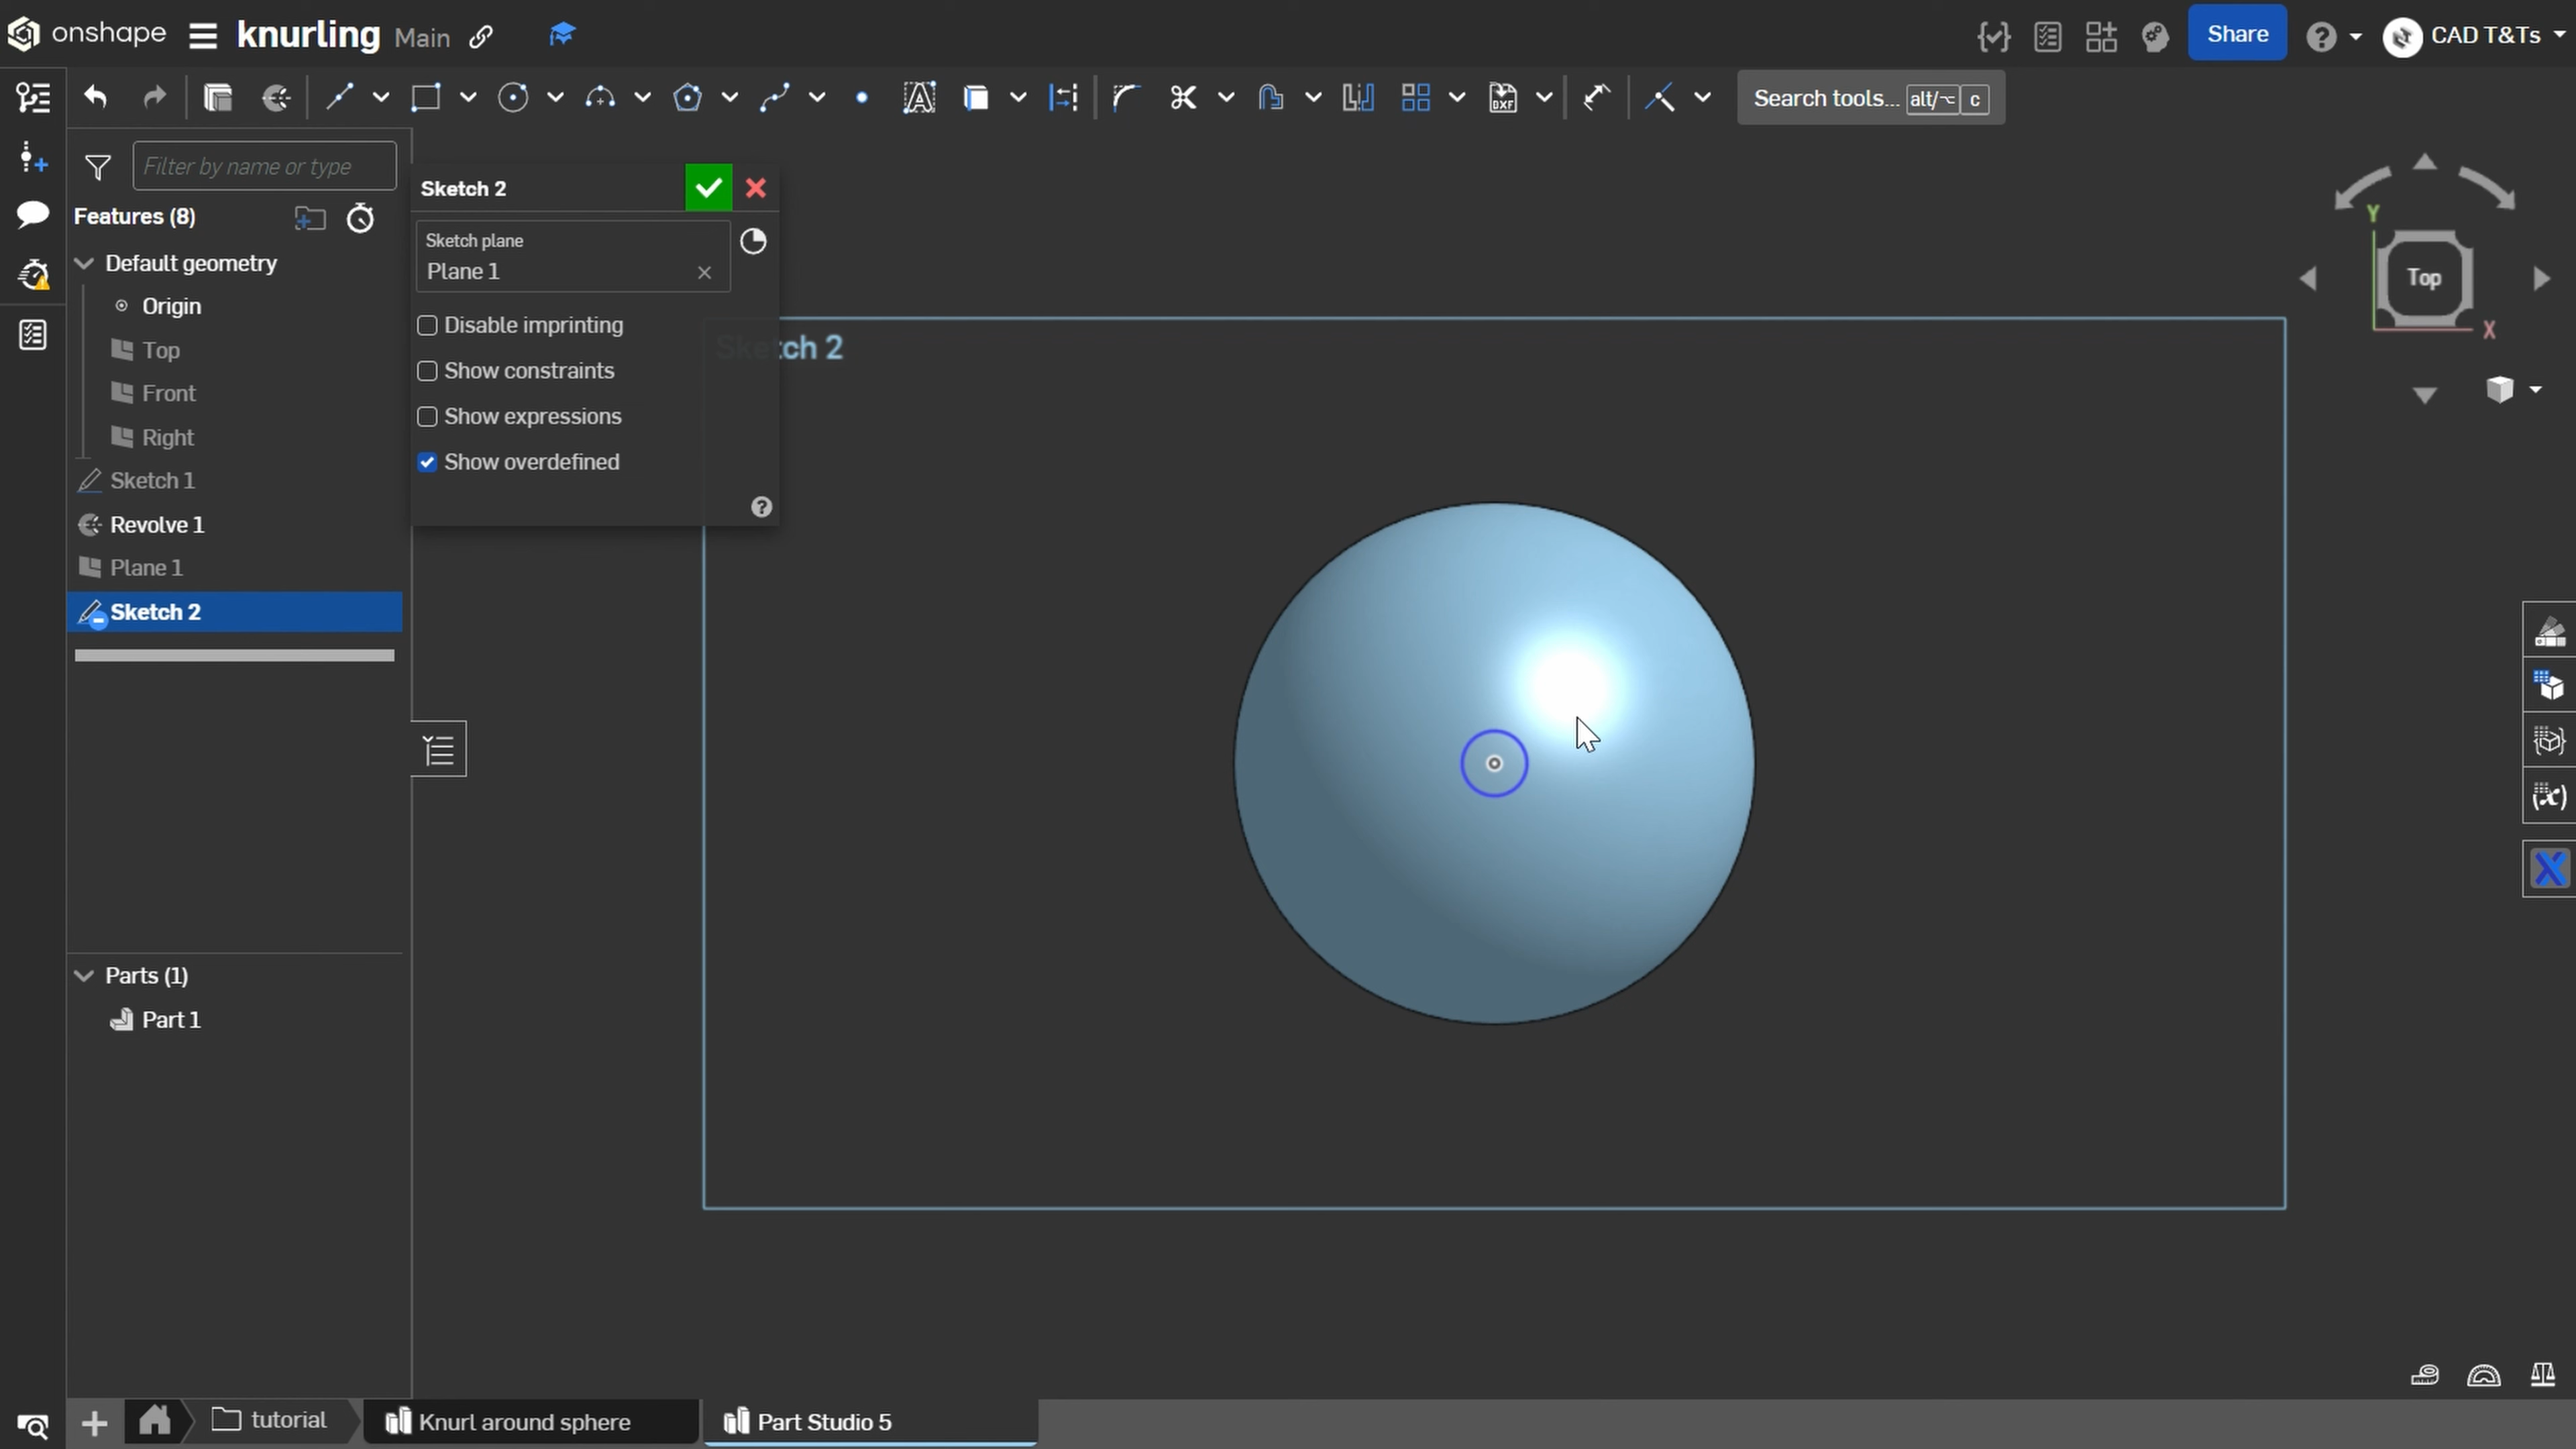 onshape knurling Main Share CAD T&Ts
Search tools... alt/⌥ c
Filter by name or type
Features (8)
Default geometry
Origin
Top
Front
Right
Sketch 1
Revolve 1
Plane 1
Sketch 2
Parts (1)
Part 1
Sketch 2
Sketch plane
Plane 1
Disable imprinting
Show constraints
Show expressions
Show overdefined
Sketch 2
Y
Top
X
DXF
(x)
tutorial
Knurl around sphere
Part Studio 5